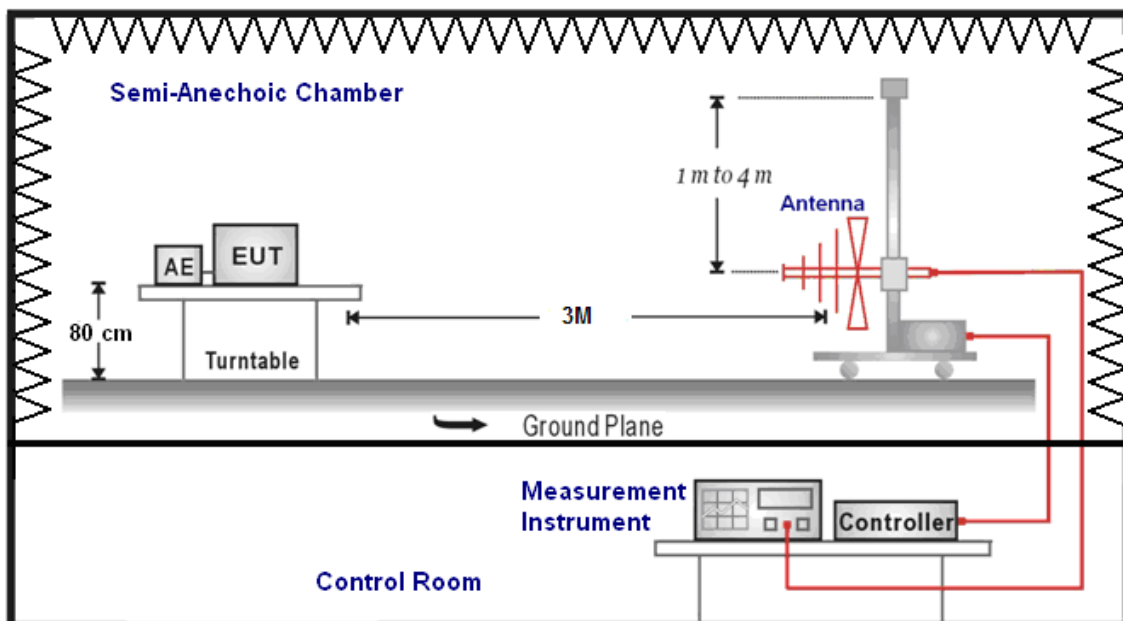 Semi-Anechoic Chamber
1 m to 4 m
Antenna
AE
EUT
80 cm
3M
Turntable
Ground Plane
Measurement
Instrument
Controller
Control Room